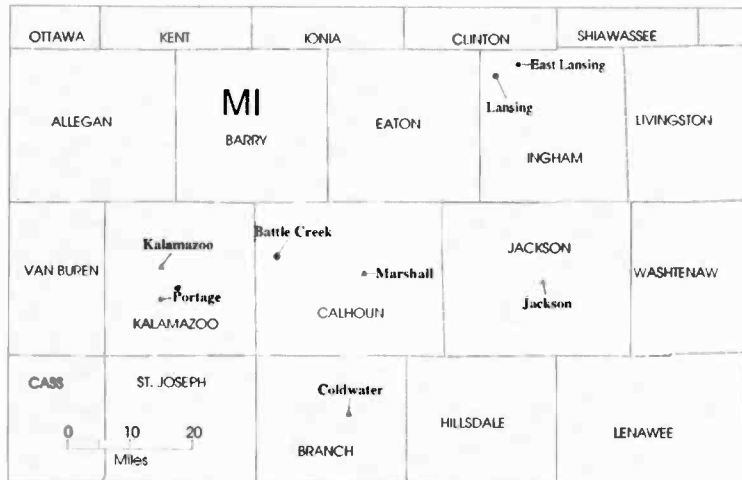 OTTAWA KENT IONIA CLINTON SHIAWASSEE
East Lansing
MI
Lansing
ALLEGAN BARRY EATON INGHAM LIVINGSTON
Battle Creek
Kalamazoo
JACKSON
VAN BUREN Marshall WASHTENAW
Portage
Jackson
KALAMAZOO CALHOUN
CASS ST. JOSEPH Coldwater
HILLSDALE
0 10 20
LENAWEE
Miles BRANCH